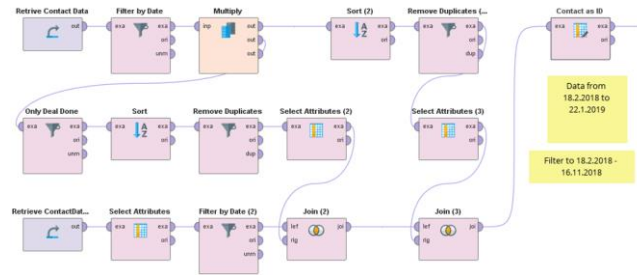 Retrive Contact Data
Filter by Date
Multiply
Sort (2)
Remove Duplicates (...
Contact as ID
out
exa
exa
ori
unm
inp
out
out
out
exa
exa
ori
exa
exa
ori
dup
exa
exa
ori
Data from
18.2.2018 to
22.1.2019
Only Deal Done
Sort
Remove Duplicates
Select Attributes (2)
Select Attributes (3)
exa
exa
ori
unm
exa
exa
ori
exa
exa
ori
dup
exa
exa
ori
exa
exa
ori
Filter to 18.2.2018 -
16.11.2018
Retrieve ContactDat...
Select Attributes
Filter by Date (2)
Join (2)
Join (3)
out
exa
exa
ori
exa
exa
ori
unm
lef
rig
joi
lef
rig
joi